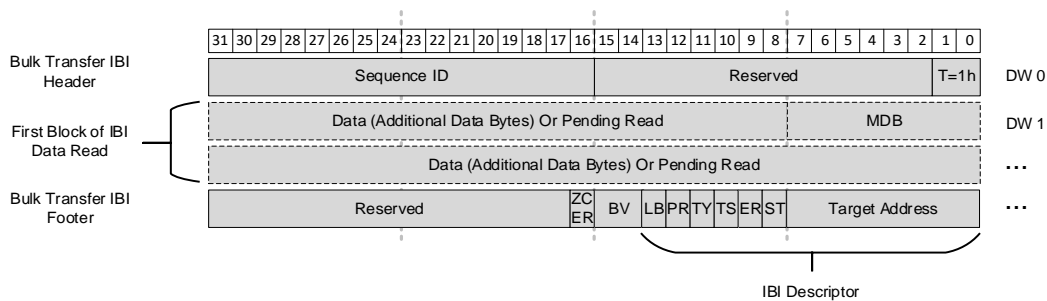 31 30 29 28 27 26 25 24 23 22 21 20 19 18 17 16 15 14 13 12 11 10 9 8 7 6 5 4 3 2 1 0
Bulk Transfer IBI
Header
Sequence ID Reserved T=1h DW 0
First Block of IBI
Data Read
Data (Additional Data Bytes) Or Pending Read MDB DW 1
Data (Additional Data Bytes) Or Pending Read ...
Bulk Transfer IBI
Footer
Reserved ZC ER BV LB PR TY TS ER ST Target Address ...
IBI Descriptor